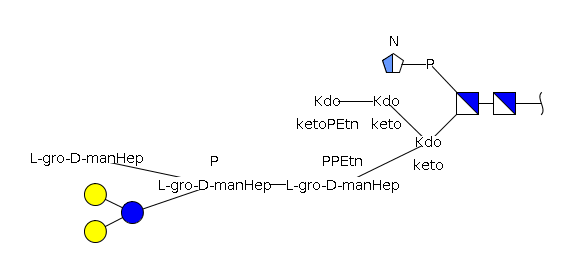 N
P
Kdo Kdo
ketoPEtn keto
Kdo
L-gro-D-manHep P PPEtn keto
L-gro-D-manHep L-gro-D-manHep